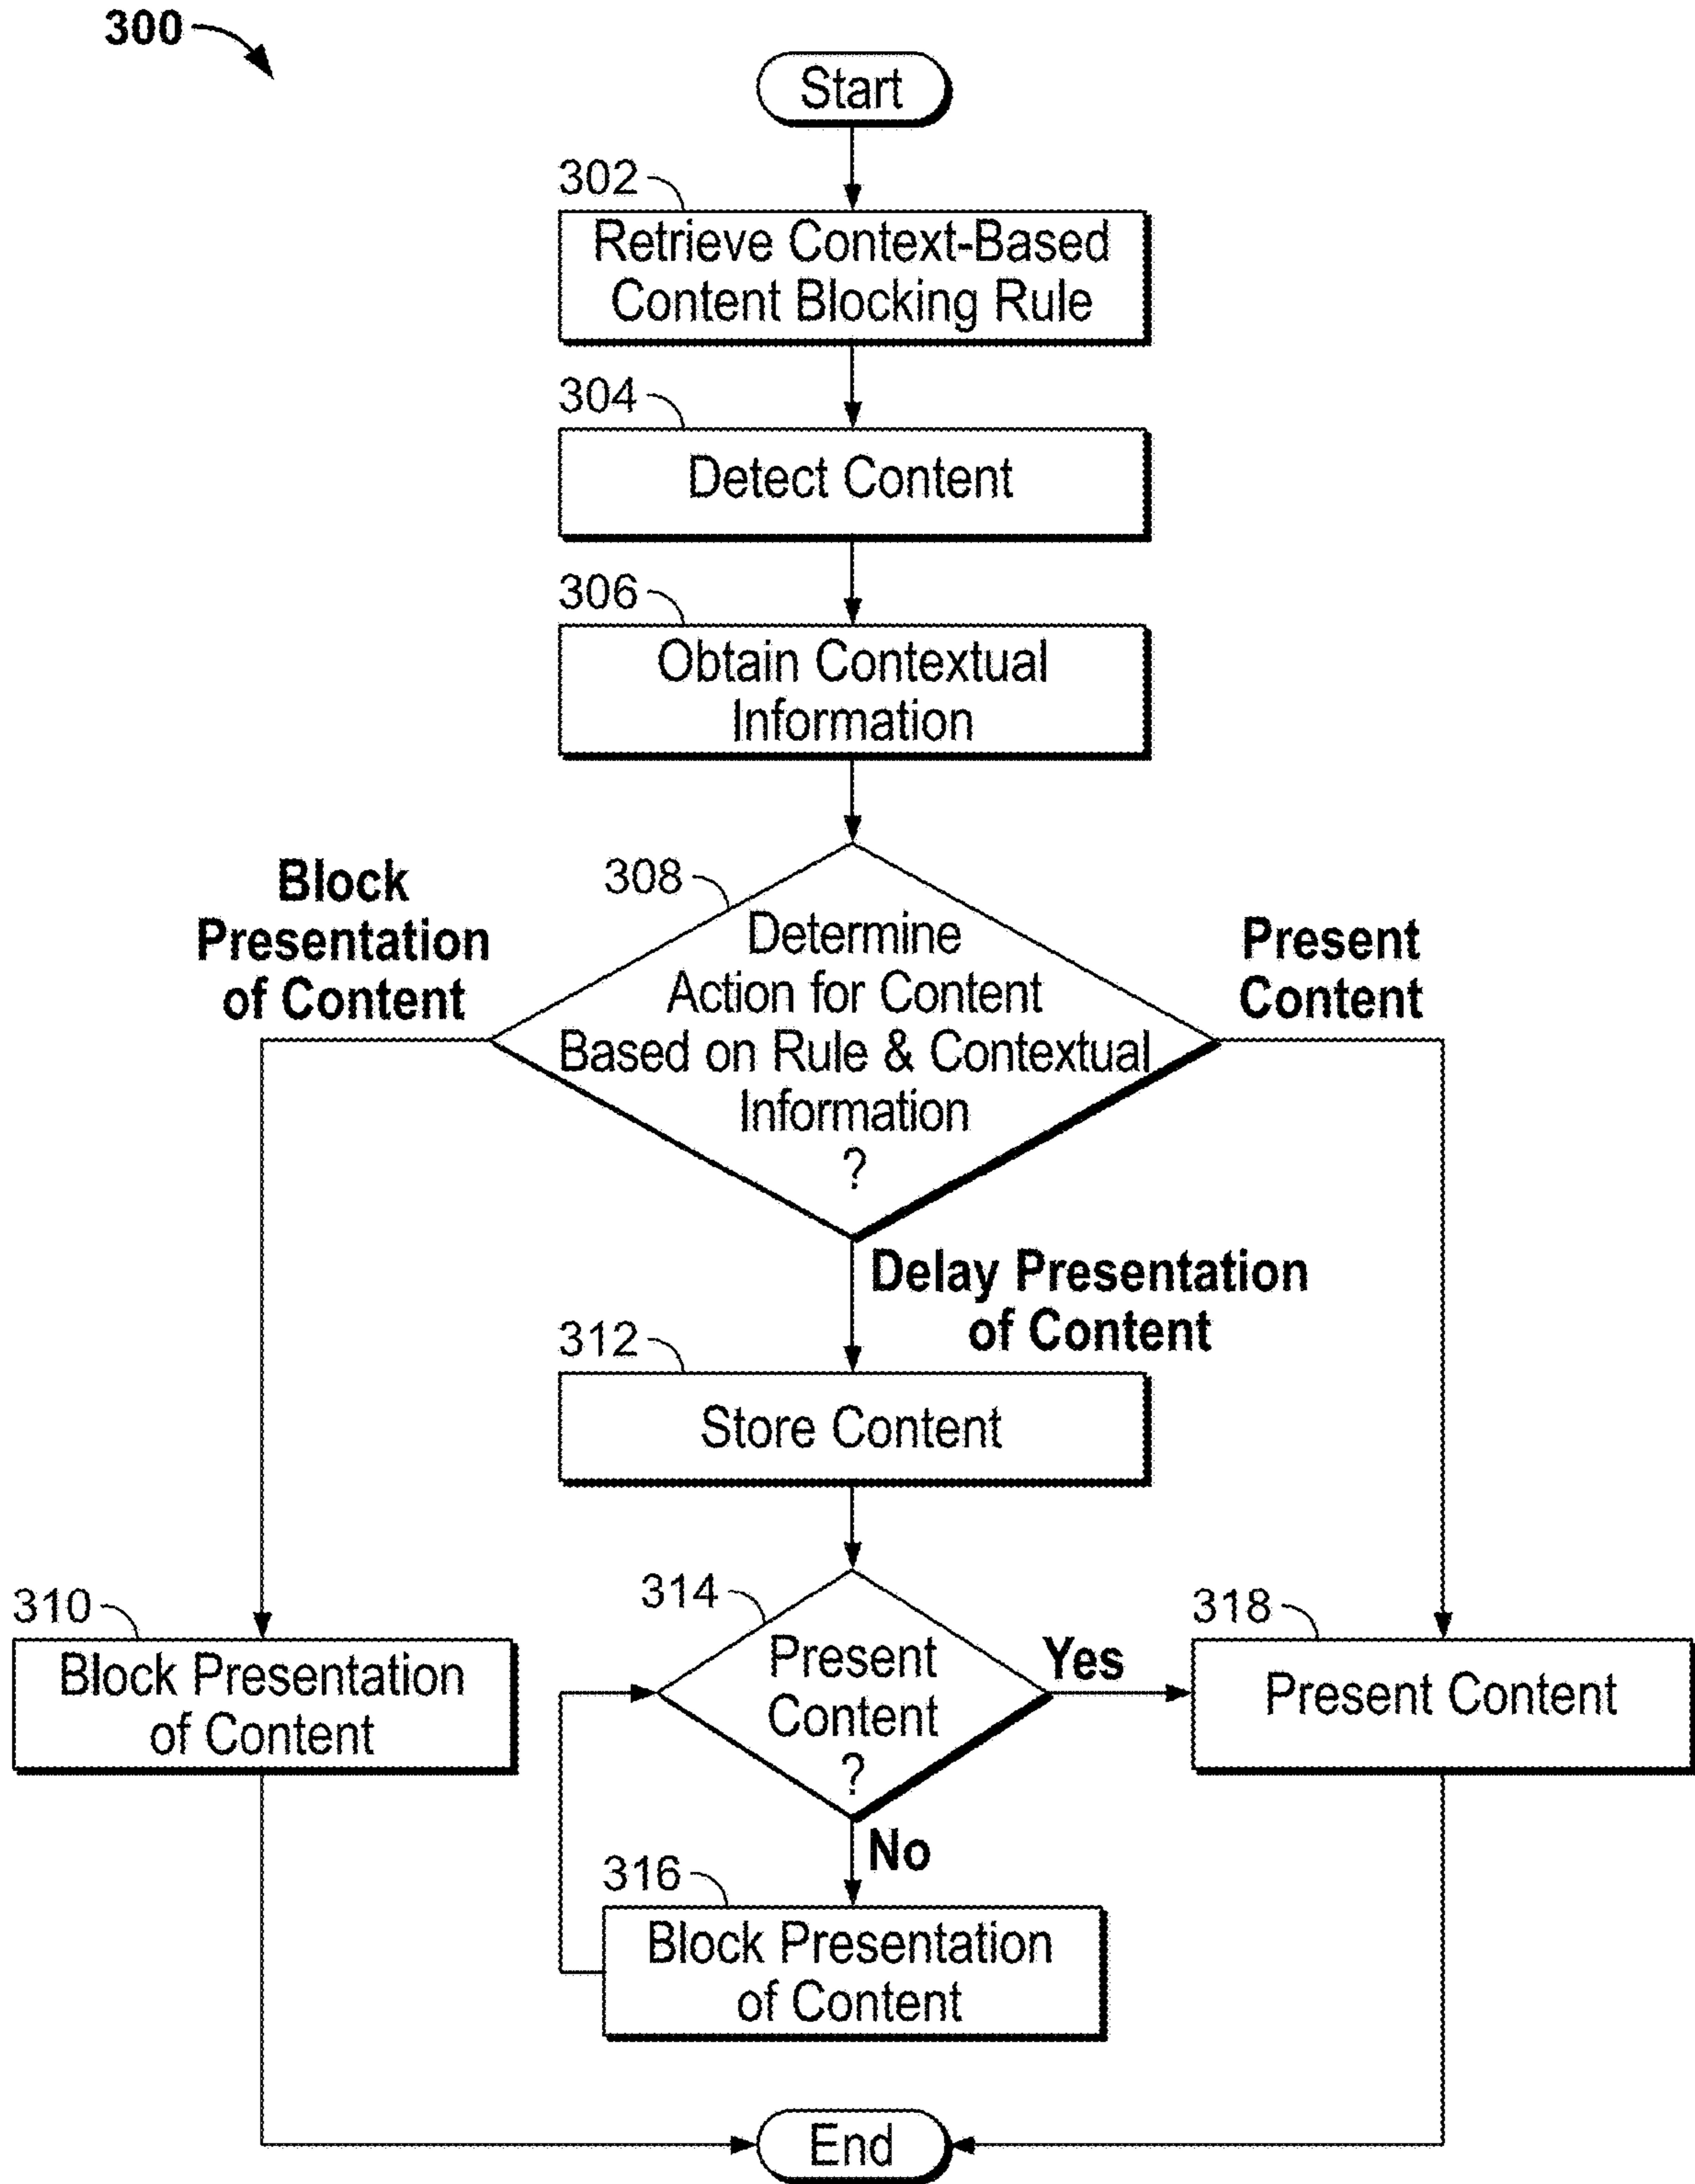 300
Start
302
Retrieve Context-Based
Content Blocking Rule
304
Detect Content
306
Obtain Contextual
Information
308
Determine
Action for Content
Based on Rule & Contextual
Information
?
Block
Presentation
of Content
Present
Content
Delay Presentation
of Content
312
Store Content
310
Block Presentation
of Content
314
Present
Content
?
Yes
318
Present Content
No
316
Block Presentation
of Content
End